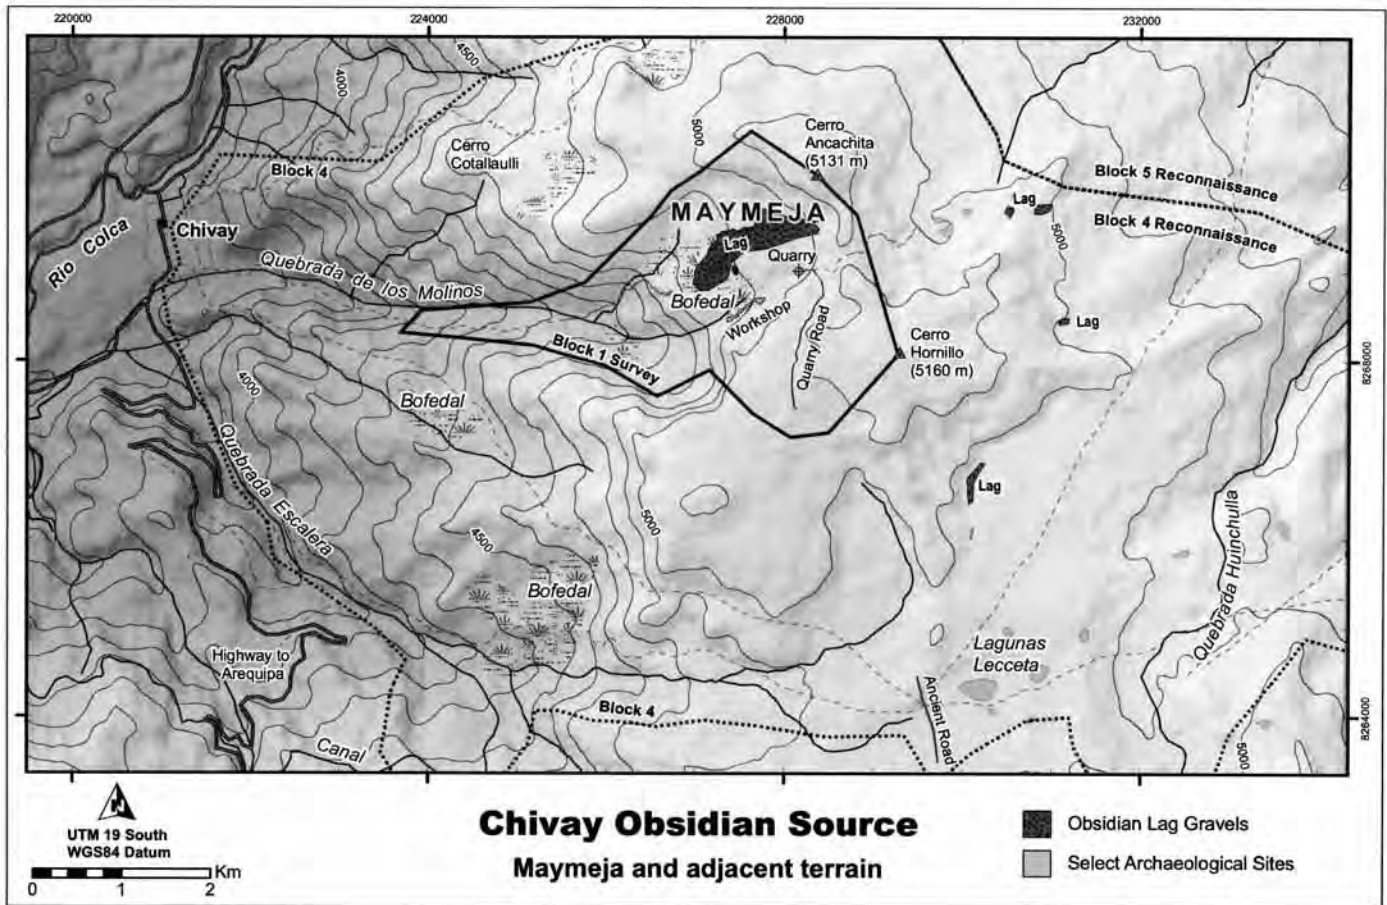 220000
224000
228000
232000
4500
4000
5000
Cerro
Ancachita
(5131 m)
Cerro
Cotallaulli
Block 4
Block 5 Reconnaissance
Block 4 Reconnaissance
Lag
5000
MAYMEJA
Lag
Quarry
Chivay
Rio Colca
Quebrada de los Molinos
Bofedal
Workshop
Quarry Road
Lag
Block 1 Survey
Cerro
Hornillo
(5160 m)
8268000
4000
Bofedal
Quebrada Escalera
Lag
5000
4500
Quebrada Huinchulla
Bofedal
Highway to
Arequipa
Lagunas
Lecceta
Ancient Road
Block 4
8264000
Canal
5000
N
UTM 19 South
WGS84 Datum
Km
0 1 2
Chivay Obsidian Source
Maymeja and adjacent terrain
Obsidian Lag Gravels
Select Archaeological Sites